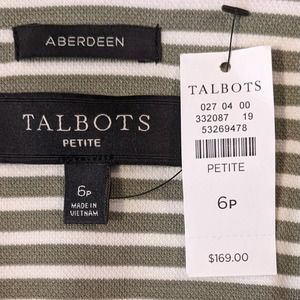 ABERDEEN
TALBOTS
PETITE
6P
MADE IN
VIETNAM
TALBOTS
027 04 00
332087 19
53269478
PETITE
6P
$169.00